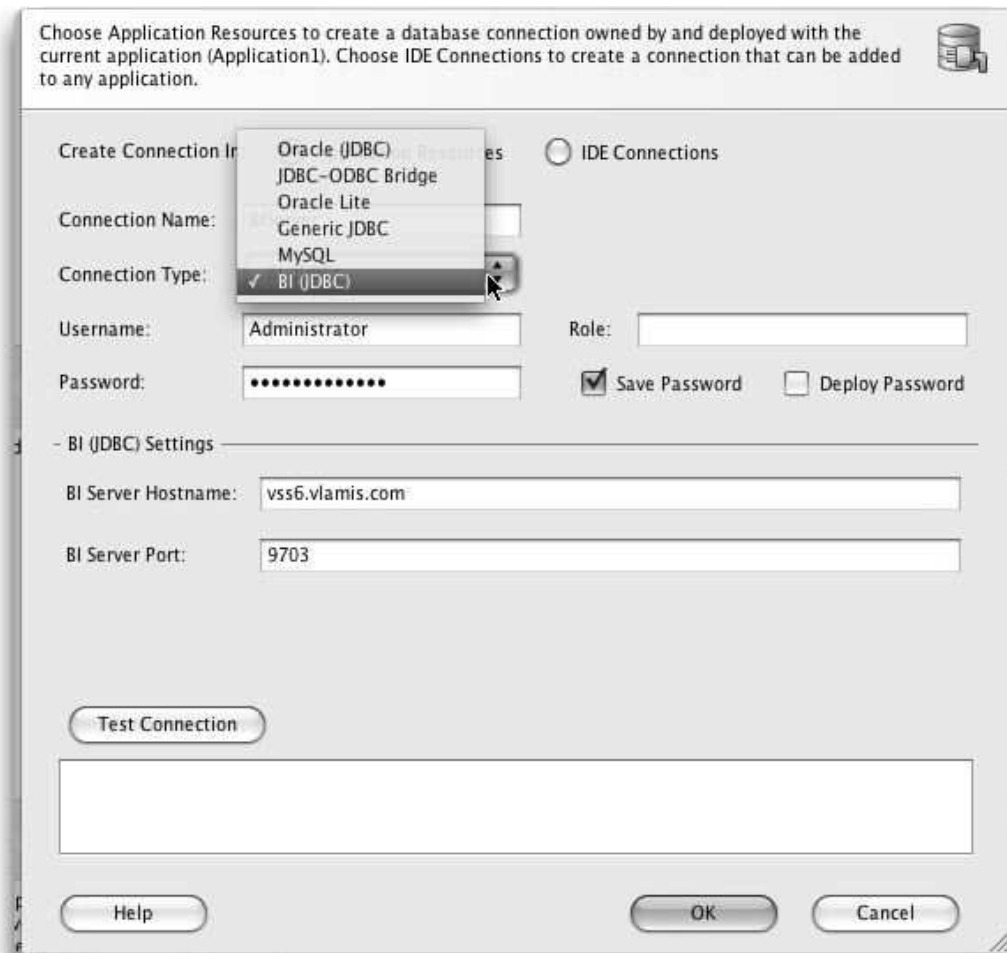 Choose Application Resources to create a database connection owned by and deployed with the
current application (Application1). Choose IDE Connections to create a connection that can be added
to any application.
Create Connection In
es
IDE Connections
Oracle (JDBC)
JDBC-ODBC Bridge
Oracle Lite
Generic JDBC
MySQL
✓ BI (JDBC)
Connection Name:
Connection Type:
Username: Administrator Role:
Password: ••••••••••••• Save Password Deploy Password
- BI (JDBC) Settings
BI Server Hostname: vss6.vlamis.com
BI Server Port: 9703
Test Connection
Help OK Cancel